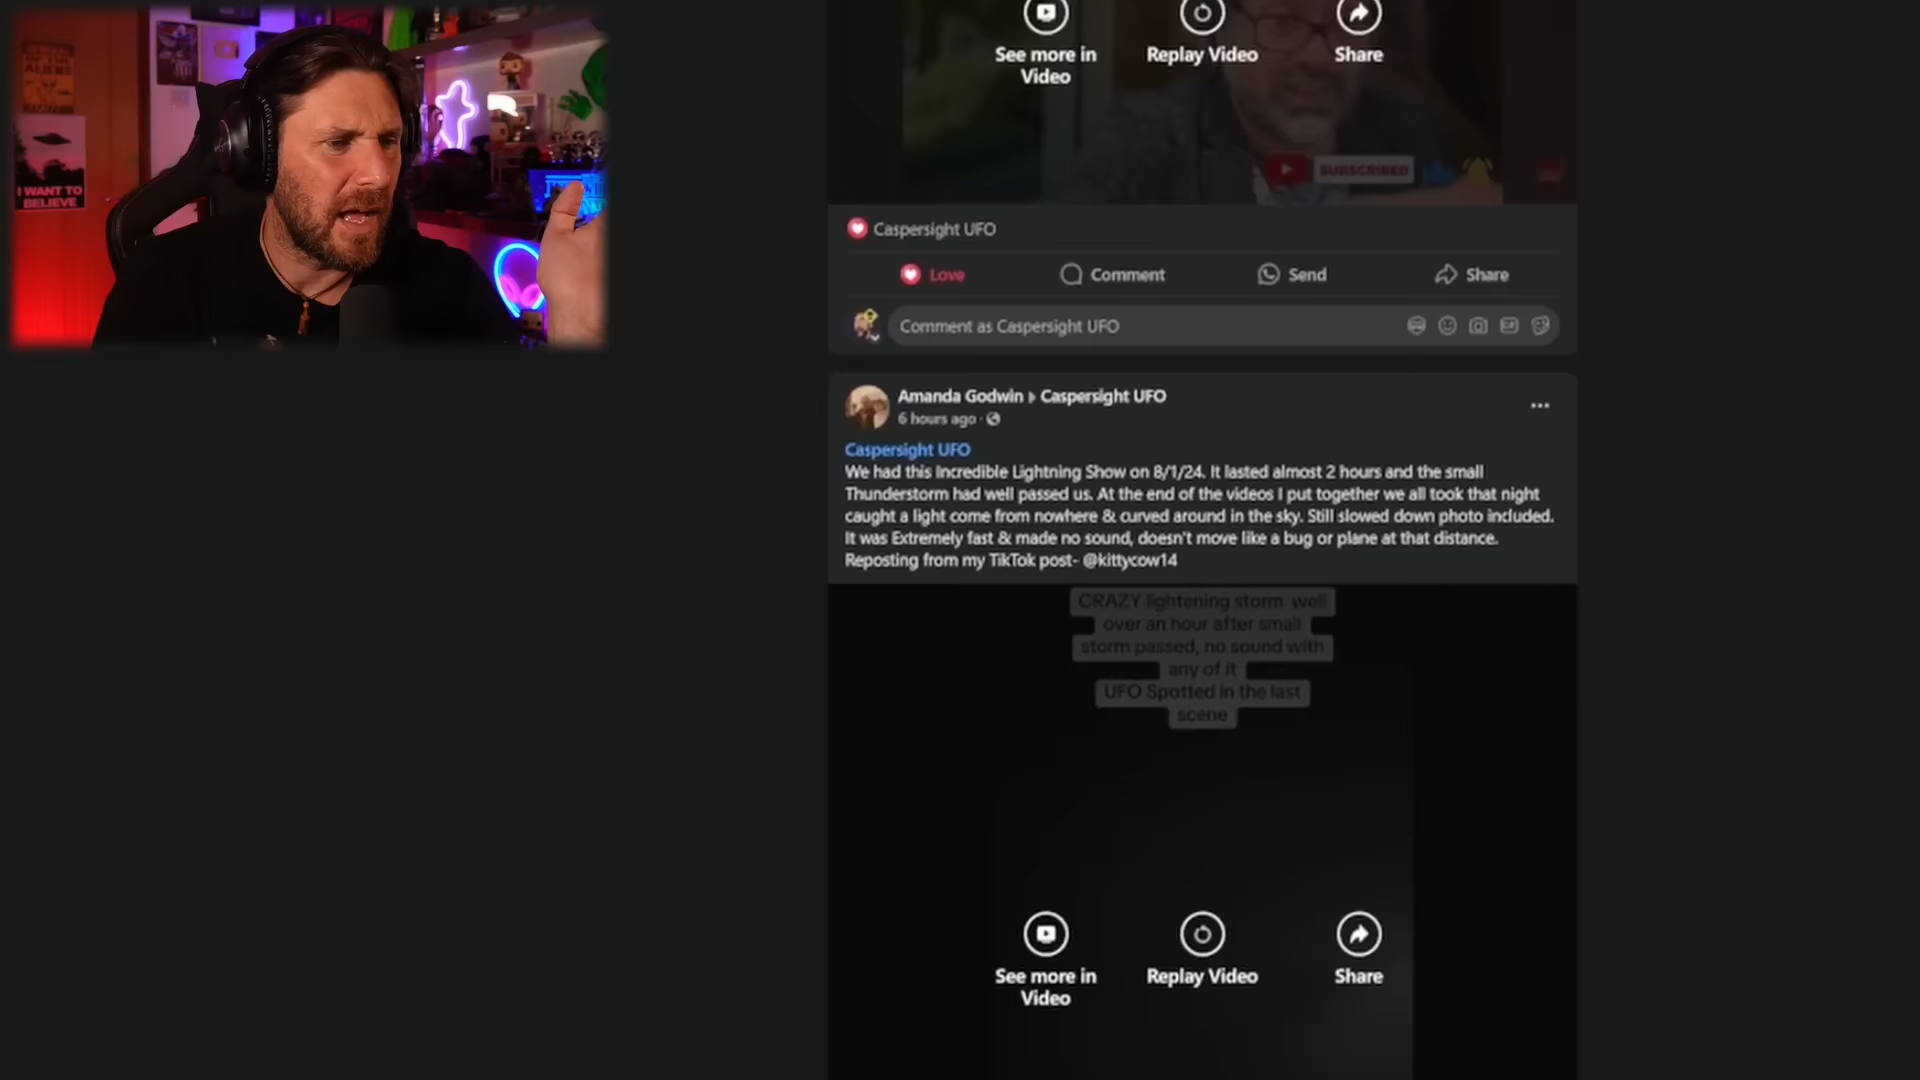 I WANT TO
BELIEVE
See more in
Video
Replay Video
Share
SUBSCRIBED
Caspersight UFO
Love
Comment
Send
Share
Comment as Caspersight UFO
Amanda Godwin Caspersight UFO
6 hours ago ·
Caspersight UFO
We had this Incredible Lightning Show on 8/1/24. It lasted almost 2 hours and the small
Thunderstorm had well passed us. At the end of the videos I put together we all took that night
caught a light come from nowhere & curved around in the sky. Still slowed down photo included.
It was Extremely fast & made no sound, doesn't move like a bug or plane at that distance.
Reposting from my TikTok post- @kittycow14
CRAZY lightening storm well
over an hour after small
storm passed, no sound with
any of it
UFO Spotted in the last
scene
See more in
Video
Replay Video
Share